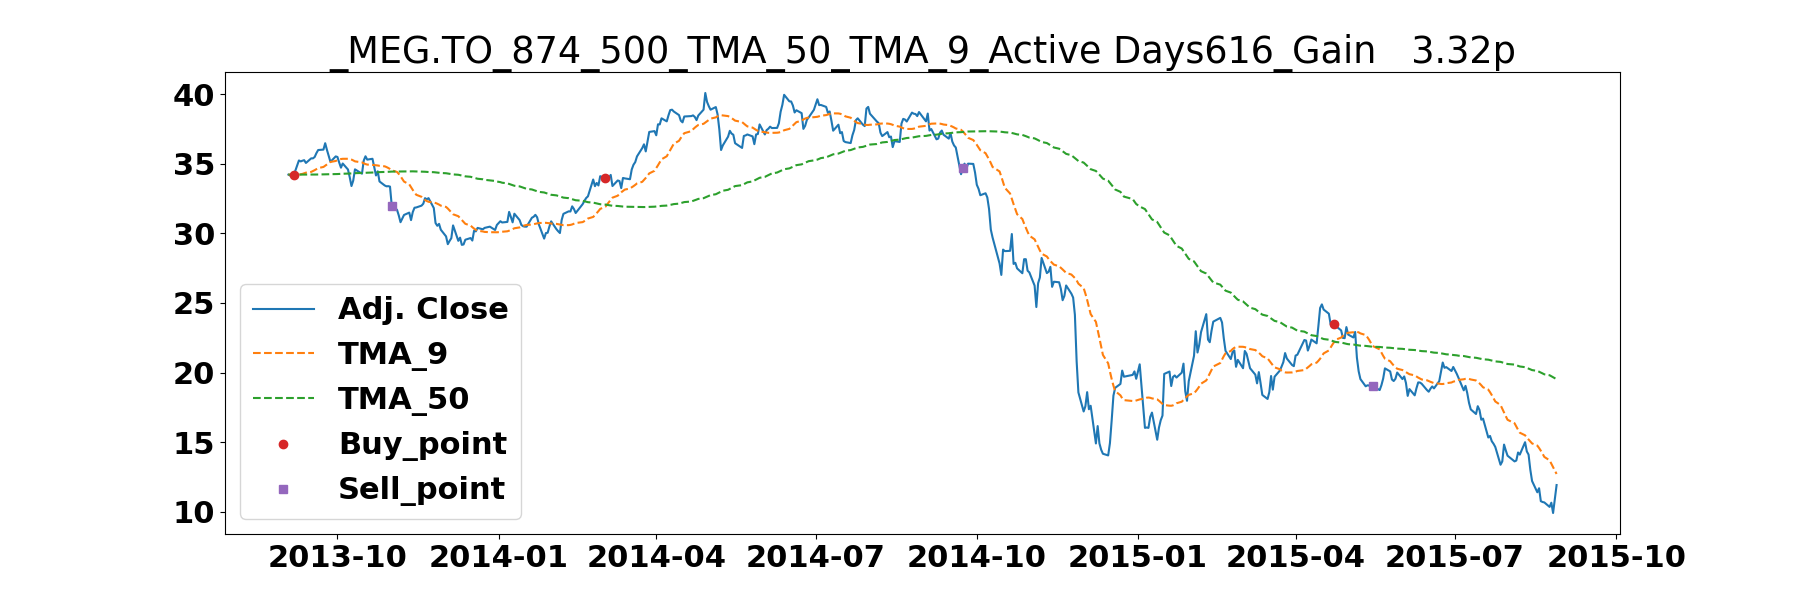 _MEG.TO_874_500_TMA_50_TMA_9_Active Days616_Gain   3.32p
40
35
30
25
20
15
10
Adj. Close
TMA_9
TMA_50
Buy_point
Sell_point
2013-10 2014-01 2014-04 2014-07 2014-10 2015-01 2015-04 2015-07 2015-10